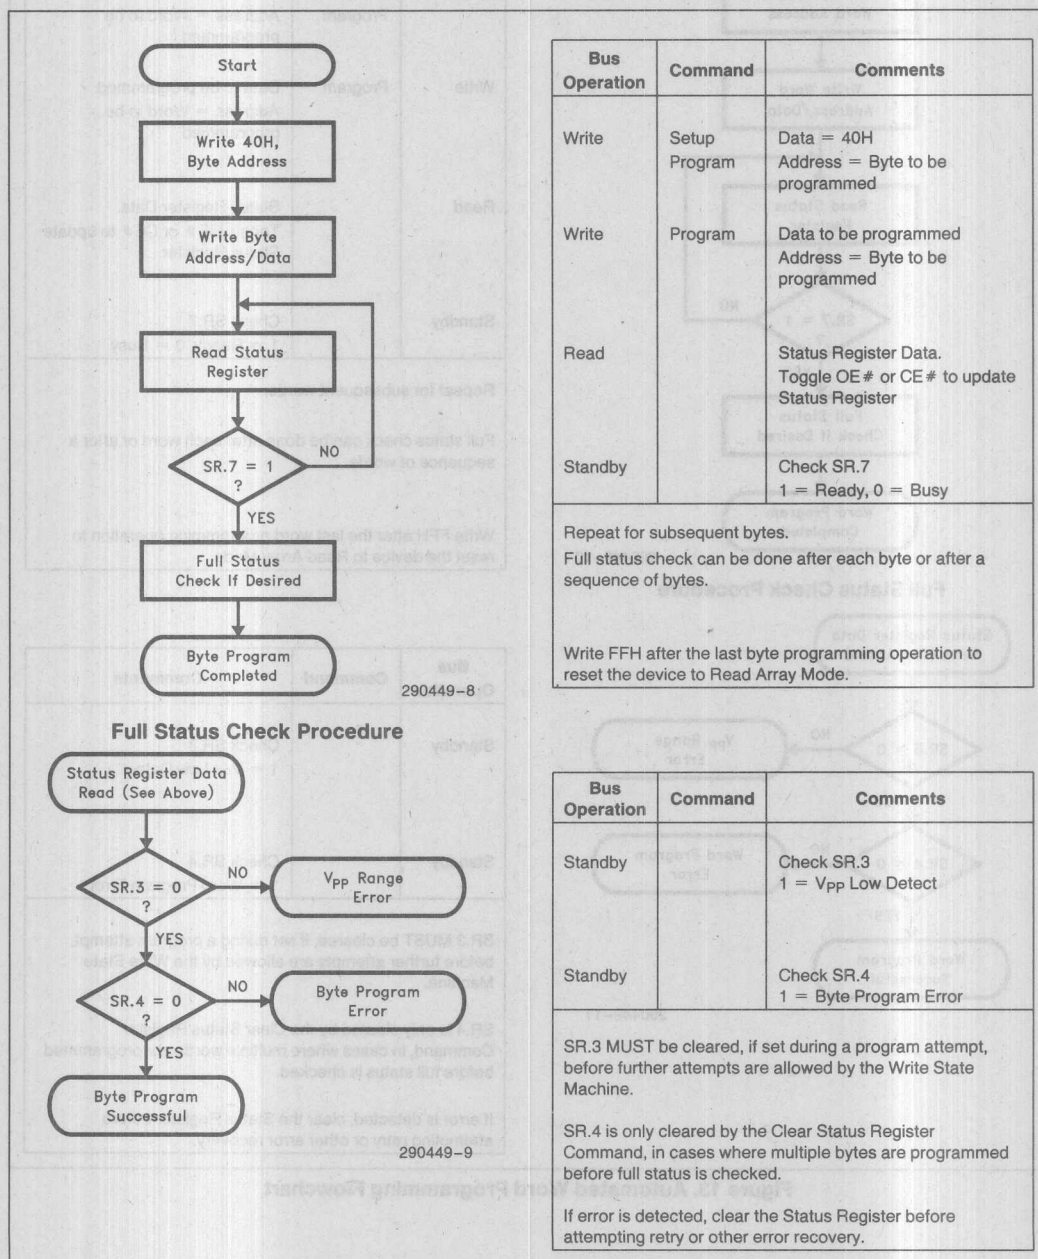 Start
Write 40H,
Byte Address
Write Byte
Address/Data
Read Status
Register
SR.7 = 1
?
NO
YES
Full Status
Check If Desired
Byte Program
Completed
290449-8
Bus
Operation
Command
Comments
Write
Setup
Program
Data = 40H
Address = Byte to be
programmed
Write
Program
Data to be programmed
Address = Byte to be
programmed
Read
Status Register Data.
Toggle OE# or CE# to update
Status Register
Standby
Check SR.7
1 = Ready, 0 = Busy
Repeat for subsequent bytes.
Full status check can be done after each byte or after a
sequence of bytes.
Write FFH after the last byte programming operation to
reset the device to Read Array Mode.
Full Status Check Procedure
Status Register Data
Read (See Above)
SR.3 = 0
?
NO
VPP Range
Error
YES
SR.4 = 0
?
NO
Byte Program
Error
YES
Byte Program
Successful
290449-9
Bus
Operation
Command
Comments
Standby
Check SR.3
1 = VPP Low Detect
Standby
Check SR.4
1 = Byte Program Error
SR.3 MUST be cleared, if set during a program attempt,
before further attempts are allowed by the Write State
Machine.
SR.4 is only cleared by the Clear Status Register
Command, in cases where multiple bytes are programmed
before full status is checked.
If error is detected, clear the Status Register before
attempting retry or other error recovery.